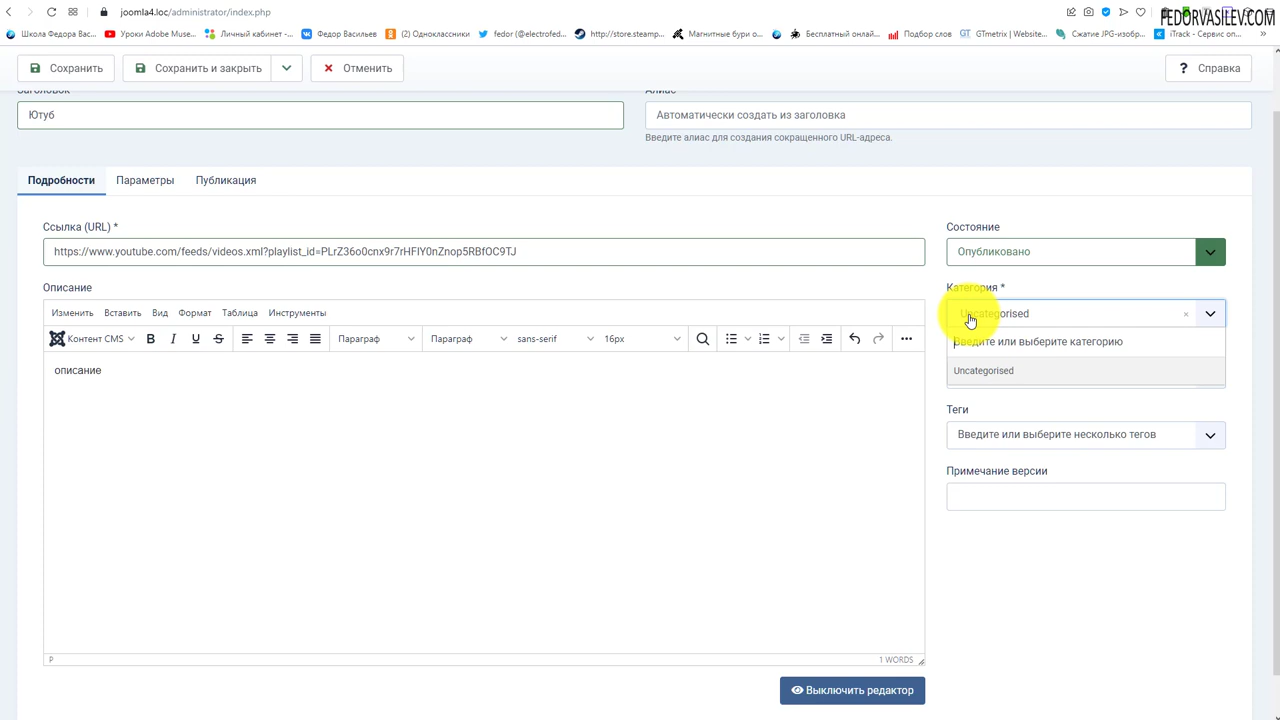 joomla4.loc/administrator/index.php
FEDORVASILEV.COM
Школа Федора Вас...
Уроки Adobe Muse...
Личный кабинет -...
Федор Васильев
(2) Одноклассники
fedor (@electrofed...
http://store.steamp...
Магнитные бури о...
Бесплатный онлай...
Подбор слов
GTmetrix | Website...
Сжатие JPG-изобр...
iTrack - Сервис оп...
Сохранить
Сохранить и закрыть
Отменить
? Справка
Заголовок
Алиас
Ютуб
Автоматически создать из заголовка
Введите алиас для создания сокращенного URL-адреса.
Подробности
Параметры
Публикация
Ссылка (URL) *
https://www.youtube.com/feeds/videos.xml?playlist_id=PLrZ36o0cnx9r7rHFIY0nZnop5RBfOC9TJ
Описание
Изменить Вставить Вид Формат Таблица Инструменты
Контент CMS B I U S Параграф Параграф sans-serif 16px
описание
P
1 WORDS
Выключить редактор
Состояние
Опубликовано
Категория *
Uncategorised
Введите или выберите категорию
Uncategorised
Теги
Введите или выберите несколько тегов
Примечание версии